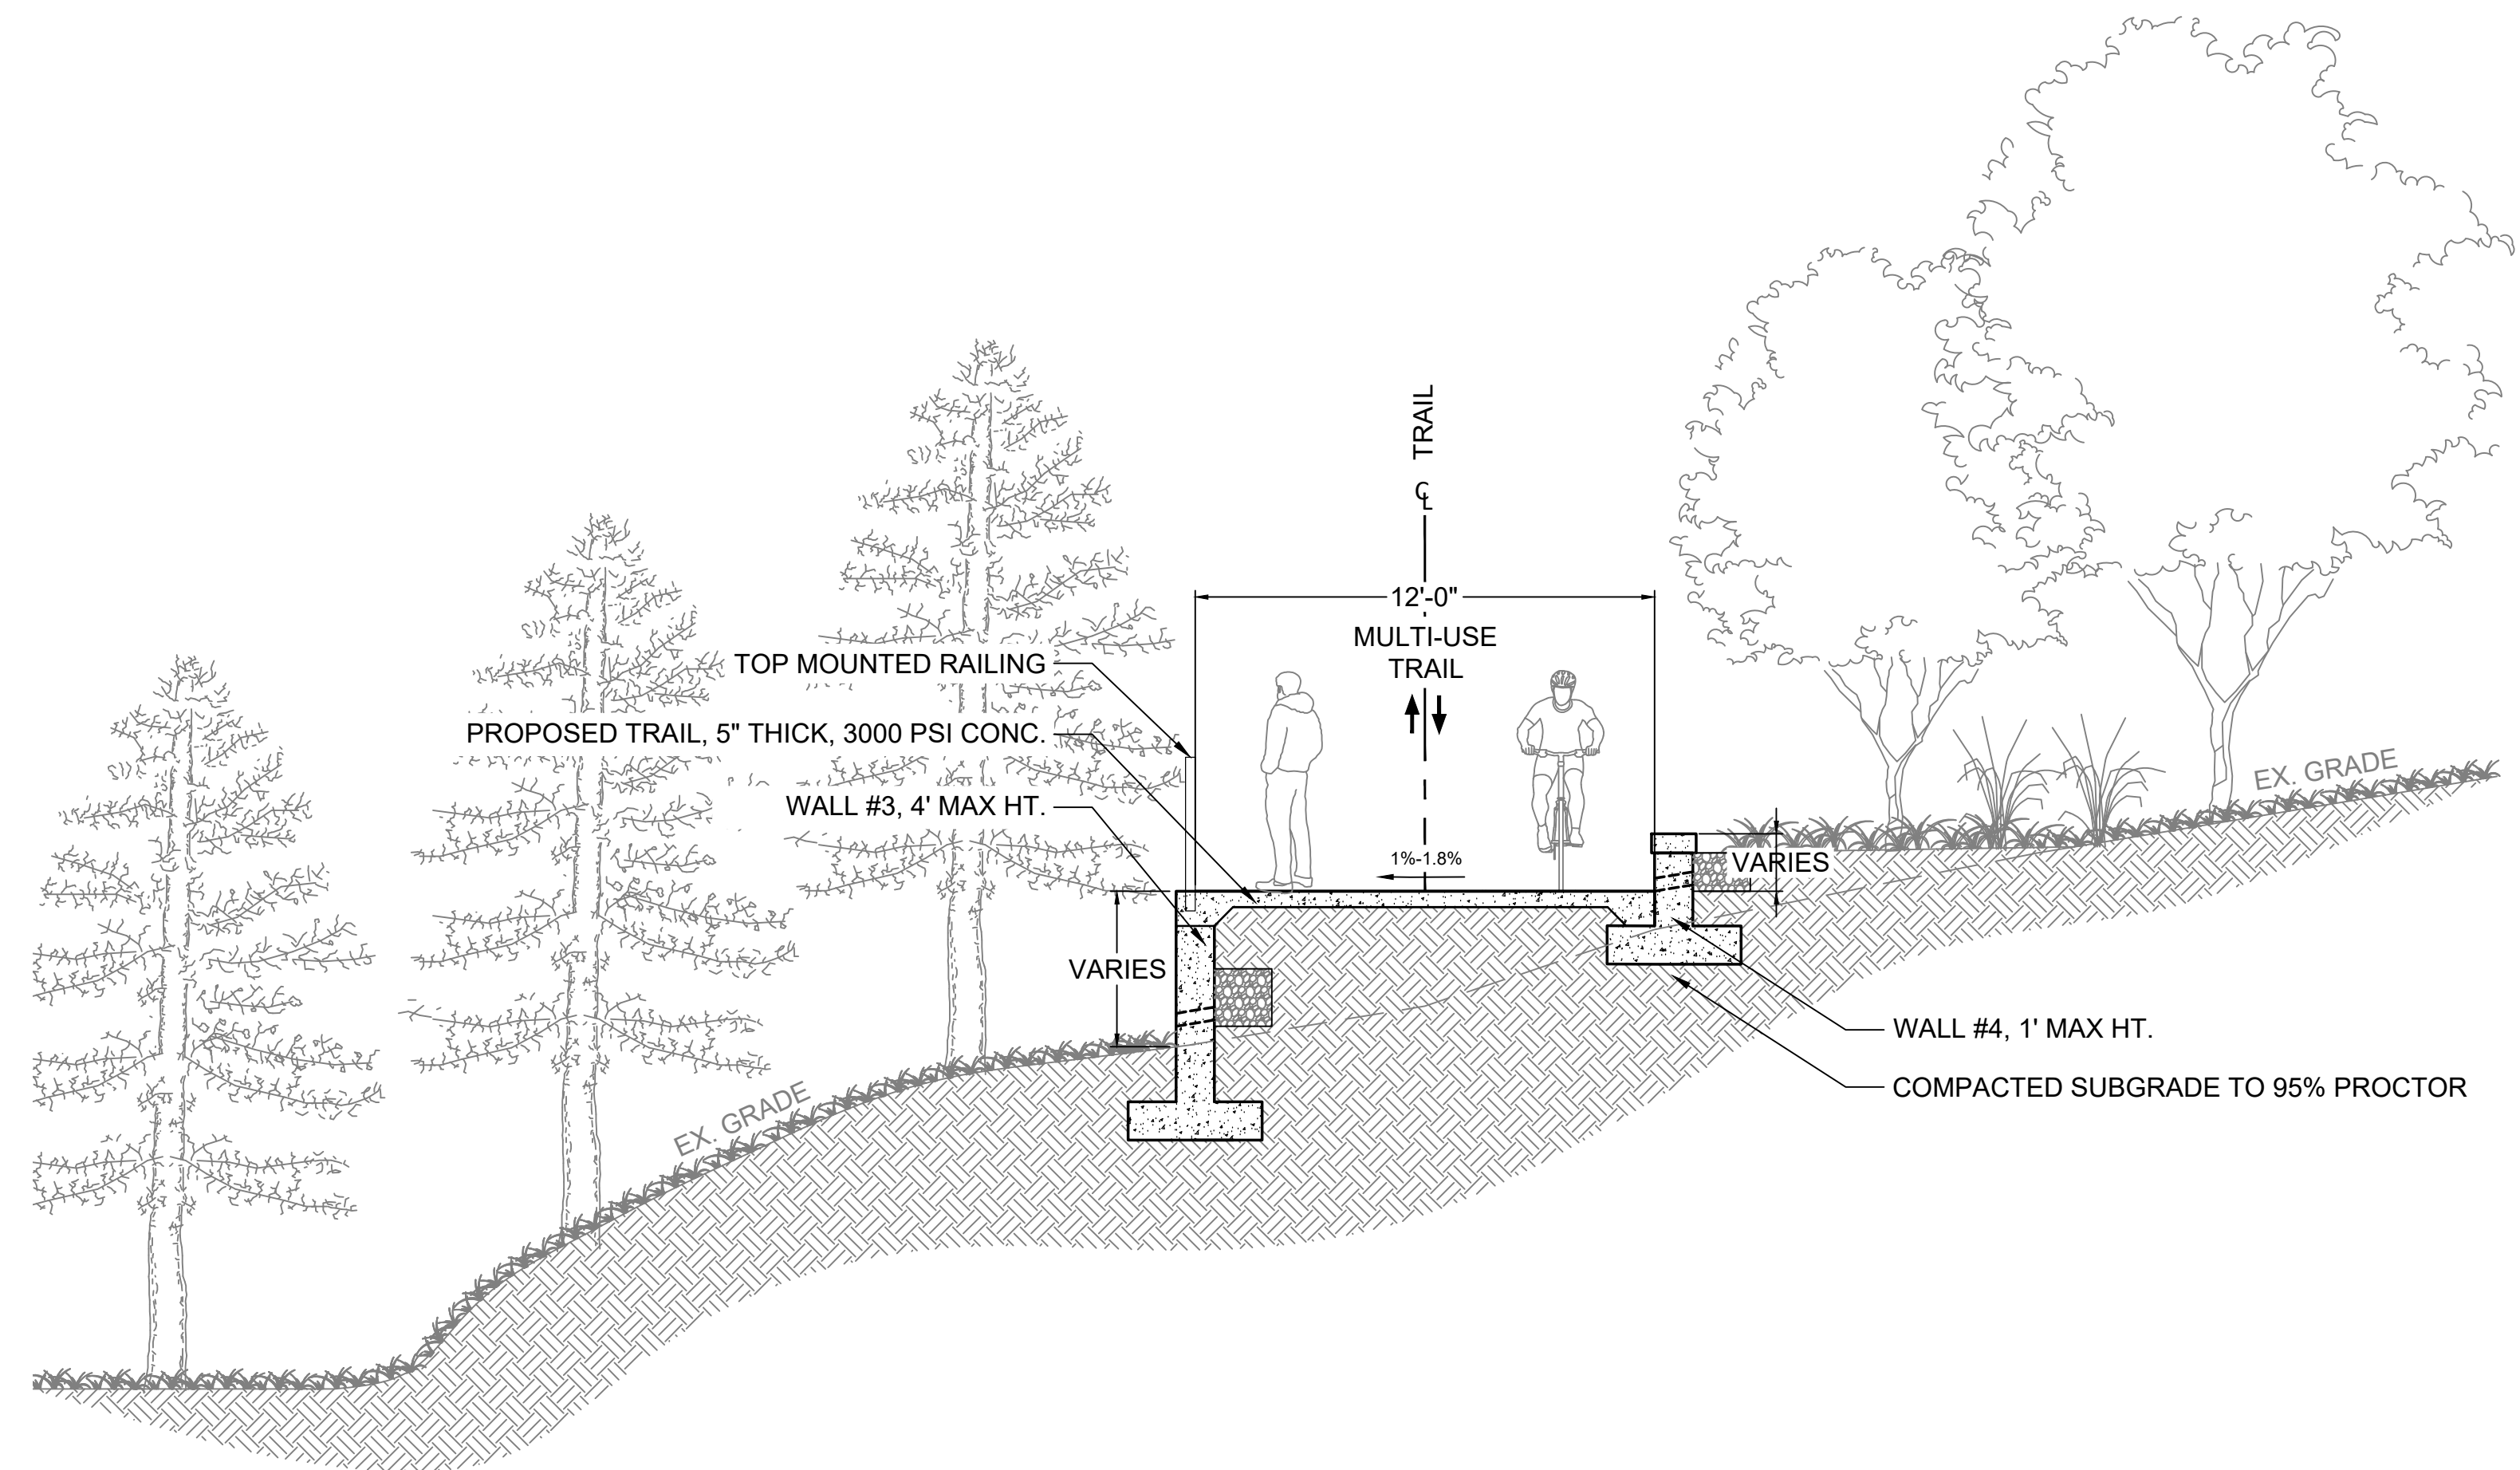 ℄ TRAIL
12'-0"
MULTI-USE
TRAIL
TOP MOUNTED RAILING
PROPOSED TRAIL, 5" THICK, 3000 PSI CONC.
WALL #3, 4' MAX HT.
1%-1.8%
EX. GRADE
VARIES
VARIES
EX. GRADE
WALL #4, 1' MAX HT.
COMPACTED SUBGRADE TO 95% PROCTOR